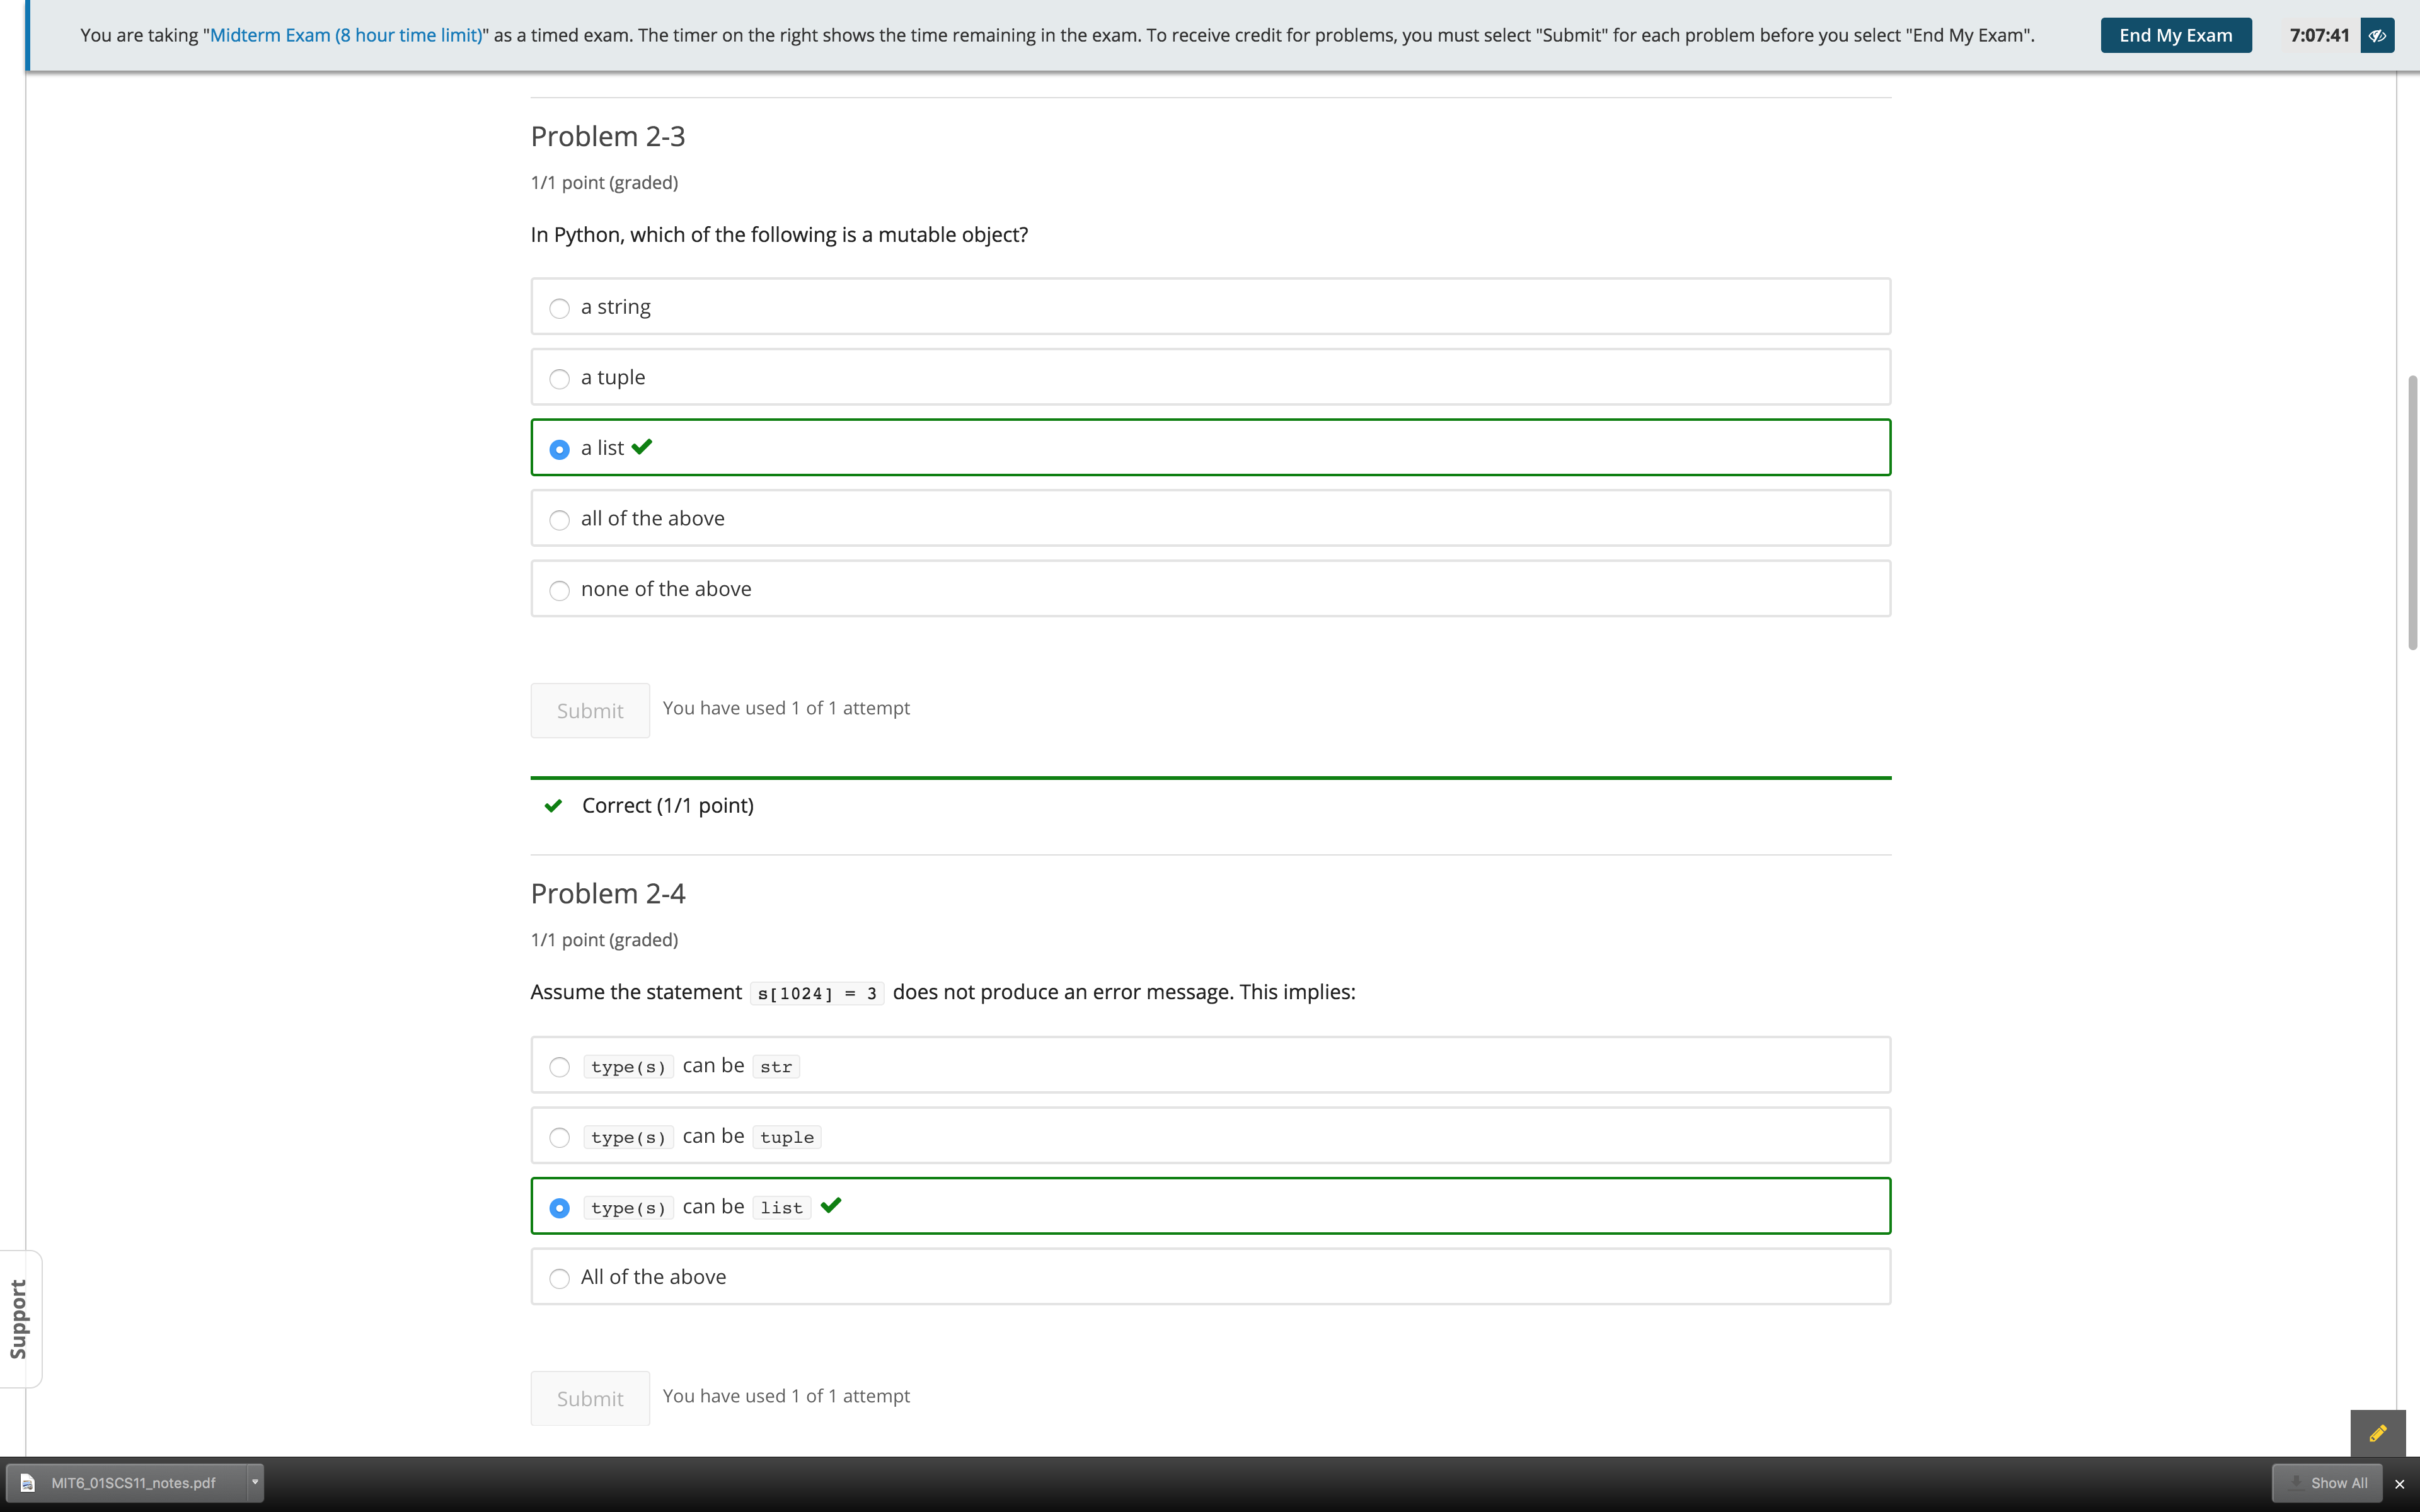 You are taking "Midterm Exam (8 hour time limit)" as a timed exam. The timer on the right shows the time remaining in the exam. To receive credit for problems, you must select "Submit" for each problem before you select "End My Exam".
End My Exam
7:07:41
Problem 2-3
1/1 point (graded)
In Python, which of the following is a mutable object?
a string
a tuple
a list
all of the above
none of the above
Submit
You have used 1 of 1 attempt
Correct (1/1 point)
Problem 2-4
1/1 point (graded)
Assume the statement s[1024] = 3 does not produce an error message. This implies:
type(s) can be str
type(s) can be tuple
type(s) can be list
All of the above
Submit
You have used 1 of 1 attempt
Support
MIT6_01SCS11_notes.pdf
Show All